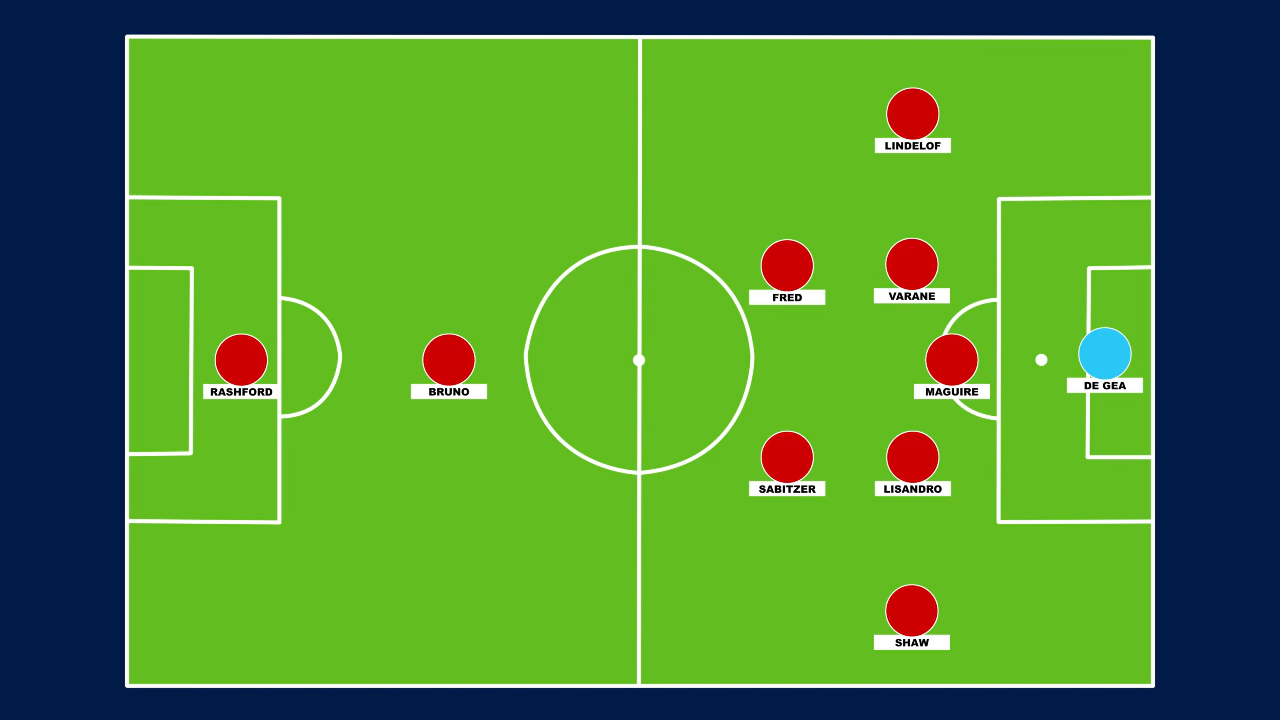 LINDELOF
FRED
VARANE
RASHFORD
BRUNO
MAGUIRE
DE GEA
SABITZER
LISANDRO
SHAW